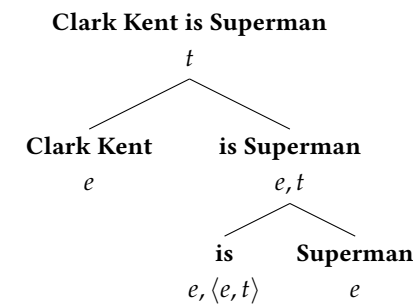 Clark Kent is Superman
t
Clark Kent is Superman
e e, t
is Superman
e, ⟨e, t⟩ e